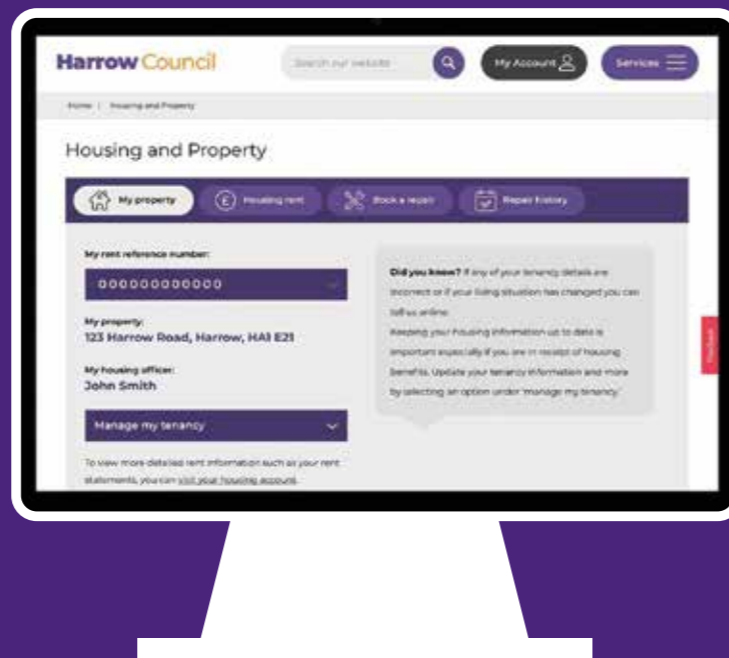 Harrow Council
Search our website
My Account
Services
Home | Housing and Property
Housing and Property
My property
Housing rent
Book a repair
Repair history
My rent reference number:
000000000000
My property:
123 Harrow Road, Harrow, HA1 E21
My housing officer:
John Smith
Manage my tenancy
To view more detailed rent information such as your rent
statements, you can visit your housing account.
Did you know? If any of your tenancy details are
incorrect or if your living situation has changed you can
tell us online.
Keeping your housing information up to date is
important especially if you are in receipt of housing
benefits. Update your tenancy information and more
by selecting an option under 'manage my tenancy.'
Feedback